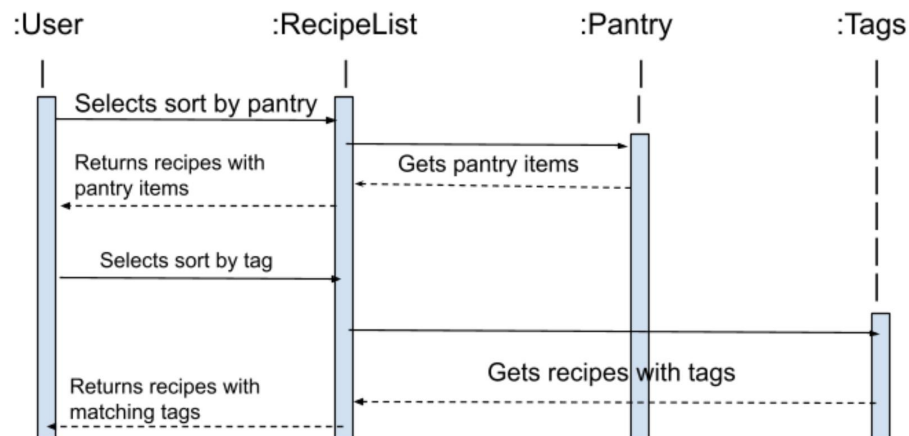 :User
:RecipeList
:Pantry
:Tags
Selects sort by pantry
Returns recipes with
pantry items
Gets pantry items
Selects sort by tag
Gets recipes with tags
Returns recipes with
matching tags